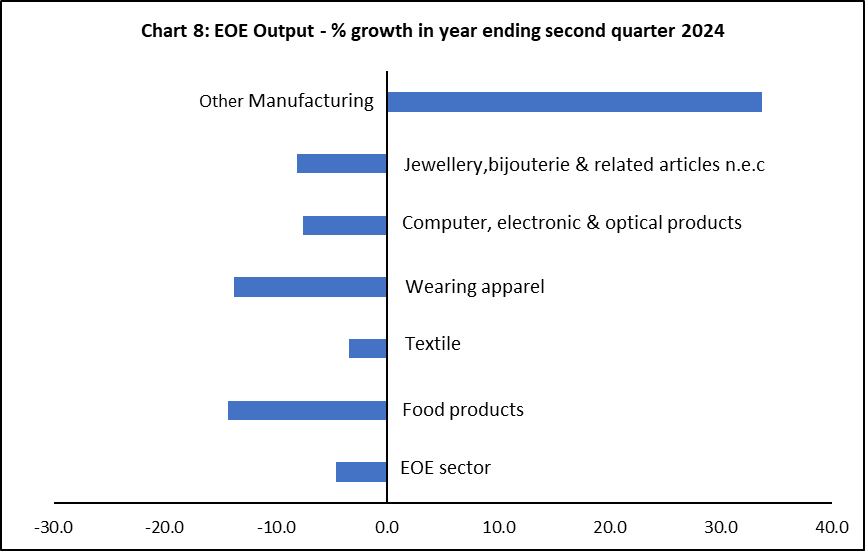 Chart 8: EOE Output - % growth in year ending second quarter 2024
Other Manufacturing
Jewellery,bijouterie & related articles n.e.c
Computer, electronic & optical products
Wearing apparel
Textile
Food products
EOE sector
-30.0 -20.0 -10.0 0.0 10.0 20.0 30.0 40.0